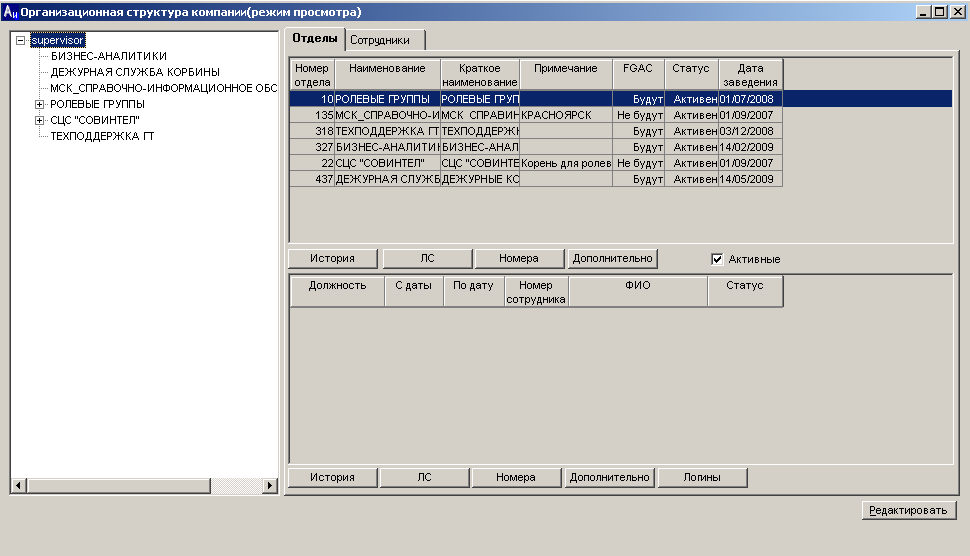 Ан Организационная структура компании(режим просмотра)
supervisor
БИЗНЕС-АНАЛИТИКИ
ДЕЖУРНАЯ СЛУЖБА КОРБИНЫ
МСК_СПРАВОЧНО-ИНФОРМАЦИОННОЕ ОБС
РОЛЕВЫЕ ГРУППЫ
СЦС "СОВИНТЕЛ"
ТЕХПОДДЕРЖКА ГТ
Отделы Сотрудники
Номер отдела Наименование Краткое наименование Примечание FGAC Статус Дата заведения
10 РОЛЕВЫЕ ГРУППЫ РОЛЕВЫЕ ГРУП Будут Активен 01/07/2008
135 МСК_СПРАВОЧНО-И МСК_СПРАВИН КРАСНОЯРСК Не будут Активен 01/09/2007
318 ТЕХПОДДЕРЖКА ГТ ТЕХПОДДЕРЖК Будут Активен 03/12/2008
327 БИЗНЕС-АНАЛИТИК БИЗНЕС-АНАЛ Будут Активен 14/02/2009
22 СЦС "СОВИНТЕЛ" СЦС "СОВИНТЕ Корень для ролев Не будут Активен 01/09/2007
437 ДЕЖУРНАЯ СЛУЖБ ДЕЖУРНЫЕ КО Будут Активен 14/05/2009
История ЛС Номера Дополнительно Активные
Должность С даты По дату Номер сотрудника ФИО Статус
История ЛС Номера Дополнительно Логины
Редактировать